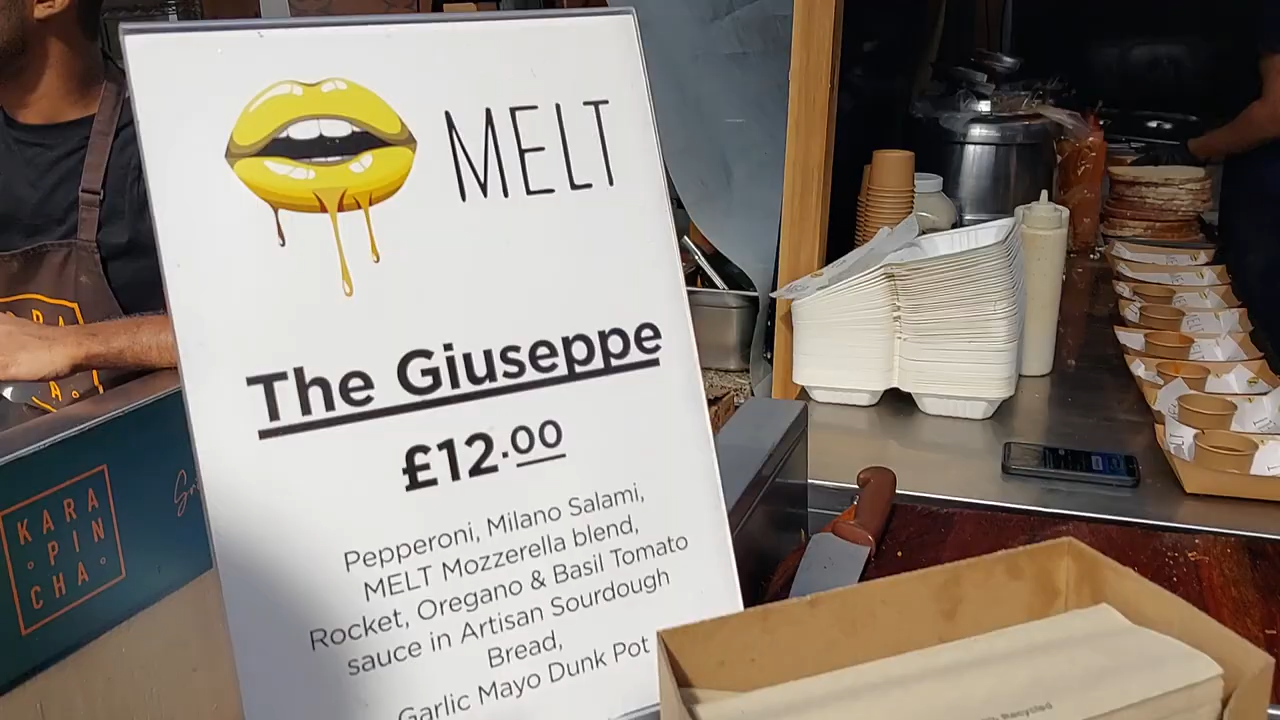 MELT
The Giuseppe
£12.00
Pepperoni, Milano Salami,
MELT Mozzerella blend,
Rocket, Oregano & Basil Tomato
sauce in Artisan Sourdough
Bread,
Garlic Mayo Dunk Pot
KARA
PIN
CHA
Recycled